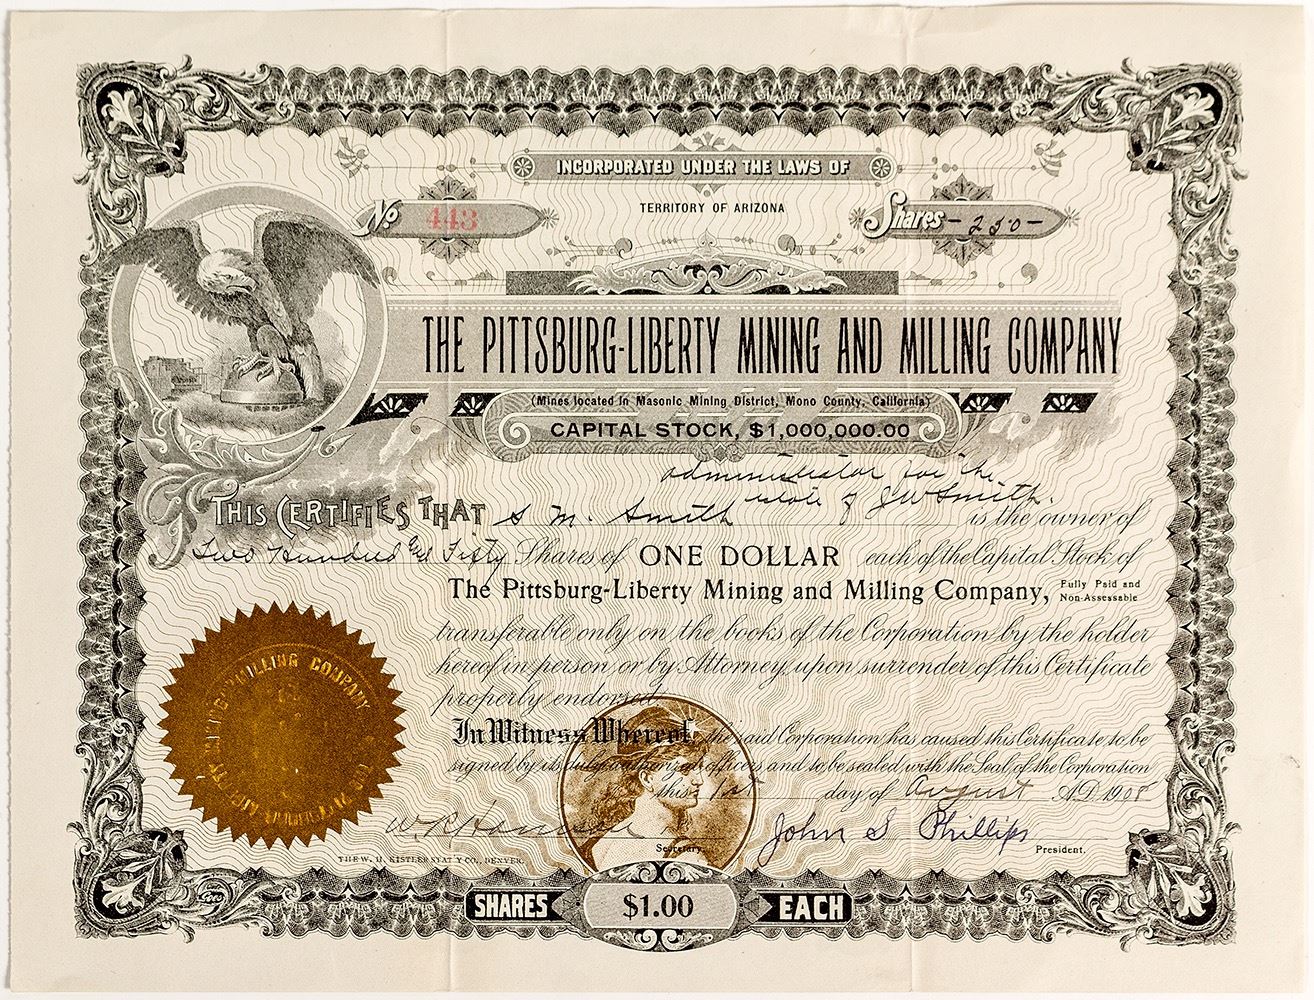 INCORPORATED UNDER THE LAWS OF
TERRITORY OF ARIZONA
No 443
Shares - 250 -
THE PITTSBURG-LIBERTY MINING AND MILLING COMPANY
(Mines located in Masonic Mining District, Mono County, California)
CAPITAL STOCK, $1,000,000.00
administrator for the
estate of J W Smith.
THIS CERTIFIES THAT S M. Smith is the owner of
Two Hundred and Fifty Shares of ONE DOLLAR each of the Capital Stock of
The Pittsburg-Liberty Mining and Milling Company, Fully Paid and
Non-Assessable
transferable only on the books of the Corporation by the holder
hereof in person or by Attorney, upon surrender of this Certificate
properly endorsed.
In Witness Whereof, the said Corporation has caused this Certificate to be
signed by its duly authorized officers and to be sealed with the Seal of the Corporation
this 1st day of August A.D. 1908
MILLING COMPANY
W. R.
Secretary.
John S Phillips
President.
THE W. H. KISTLER STAT'Y CO., DENVER.
SHARES $1.00 EACH